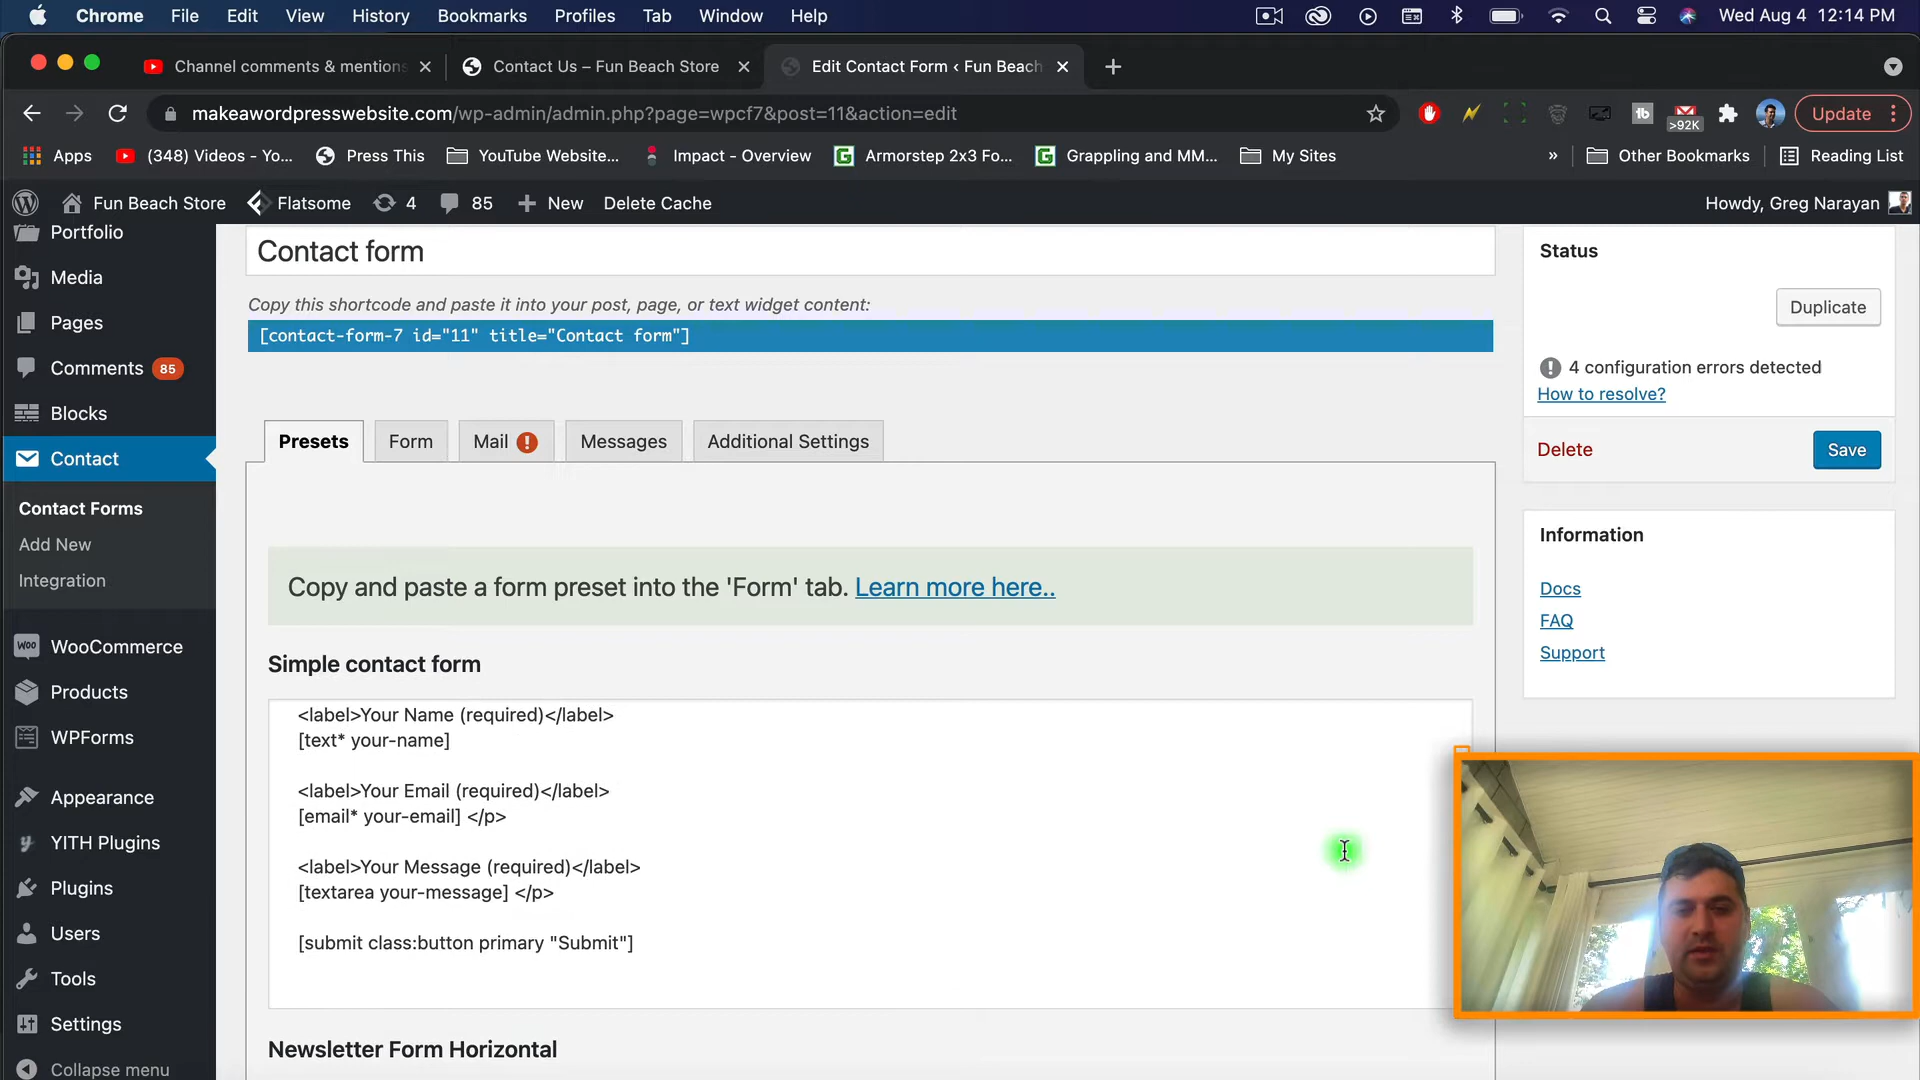 Chrome File Edit View History Bookmarks Profiles Tab Window Help Wed Aug 4 12:14 PM
Channel comments & mentions Contact Us – Fun Beach Store Edit Contact Form ‹ Fun Beach
makeawordpresswebsite.com/wp-admin/admin.php?page=wpcf7&post=11&action=edit tb >92K Update
Apps (348) Videos - Yo... Press This YouTube Website... Impact - Overview Armorstep 2x3 Fo... Grappling and MM... My Sites » Other Bookmarks Reading List
Fun Beach Store Flatsome 4 85 New Delete Cache Howdy, Greg Narayan
Portfolio
Media
Pages
Comments 85
Blocks
Contact
Contact Forms
Add New
Integration
WooCommerce
Products
WPForms
Appearance
YITH Plugins
Plugins
Users
Tools
Settings
Collapse menu
Contact form
Copy this shortcode and paste it into your post, page, or text widget content:
[contact-form-7 id="11" title="Contact form"]
Presets Form Mail ! Messages Additional Settings
Copy and paste a form preset into the 'Form' tab. Learn more here..
Simple contact form
<label>Your Name (required)</label>
[text* your-name]
<label>Your Email (required)</label>
[email* your-email] </p>
<label>Your Message (required)</label>
[textarea your-message] </p>
[submit class:button primary "Submit"]
Newsletter Form Horizontal
Status
Duplicate
! 4 configuration errors detected
How to resolve?
Delete Save
Information
Docs
FAQ
Support